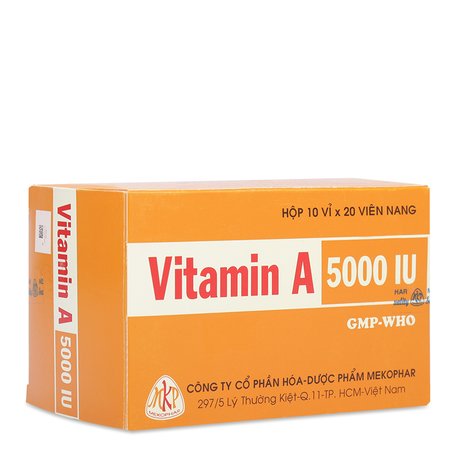 HỘP 10 VỈ x 20 VIÊN NANG
Vitamin A 5000 IU
GMP-WHO
CÔNG TY CỔ PHẦN HÓA-DƯỢC PHẨM MEKOPHAR
297/5 Lý Thường Kiệt-Q.11-TP. HCM-Việt Nam
Vitamin A 5000 IU
MKP
MEKOPHAR